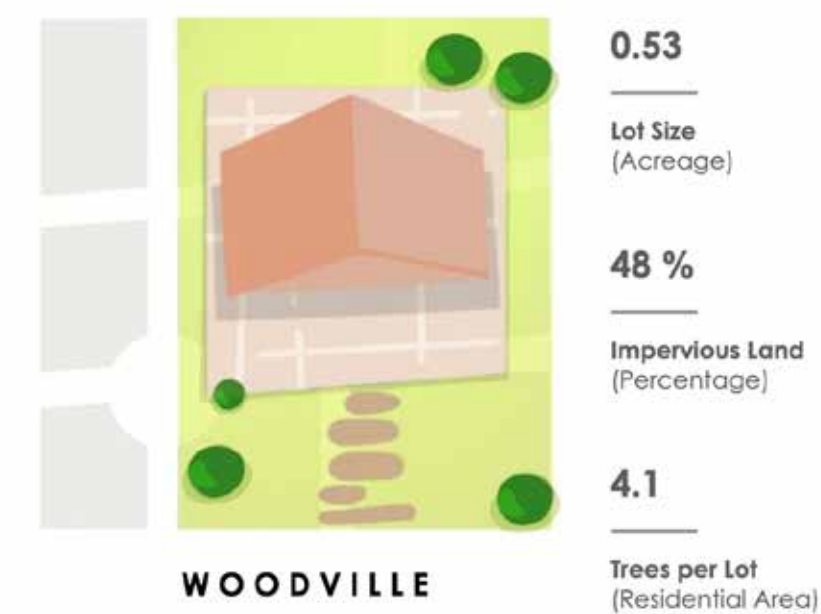 0.53
Lot Size
(Acreage)
48 %
Impervious Land
(Percentage)
4.1
Trees per Lot
(Residential Area)
WOODVILLE